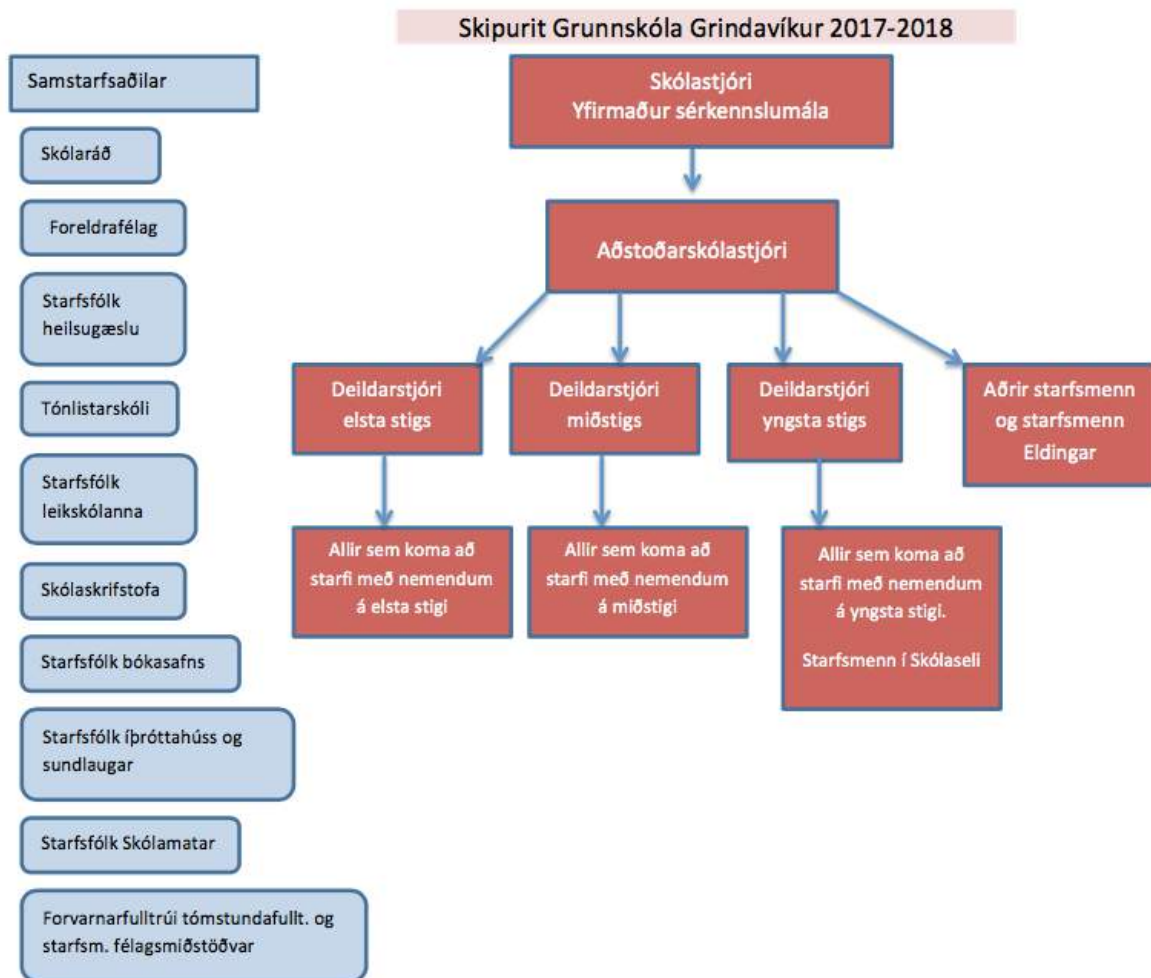 Skipurit Grunnskóla Grindavíkur 2017-2018
Samstarfsaðilar
Skólaráð
Foreldrafélag
Starfsfólk
heilsugæslu
Tónlistarskóli
Starfsfólk
leikskólanna
Skólaskrifstofa
Starfsfólk bókasafns
Starfsfólk íþróttahúss og
sundlaugar
Starfsfólk Skólamatar
Forvarnarfulltrúi tómstundafullt. og
starfsm. félagsmiðstöðvar
Skólastjóri
Yfirmaður sérkennslumála
Aðstoðarskólastjóri
Deildarstjóri
elsta stigs
Deildarstjóri
miðstigs
Deildarstjóri
yngsta stigs
Aðrir starfsmenn
og starfsmenn
Eldingar
Allir sem koma að
starfi með nemendum
á elsta stigi
Allir sem koma að
starfi með nemendum
á miðstigi
Allir sem koma að
starfi með nemendum
á yngsta stigi.
Starfsmenn í Skólaseli